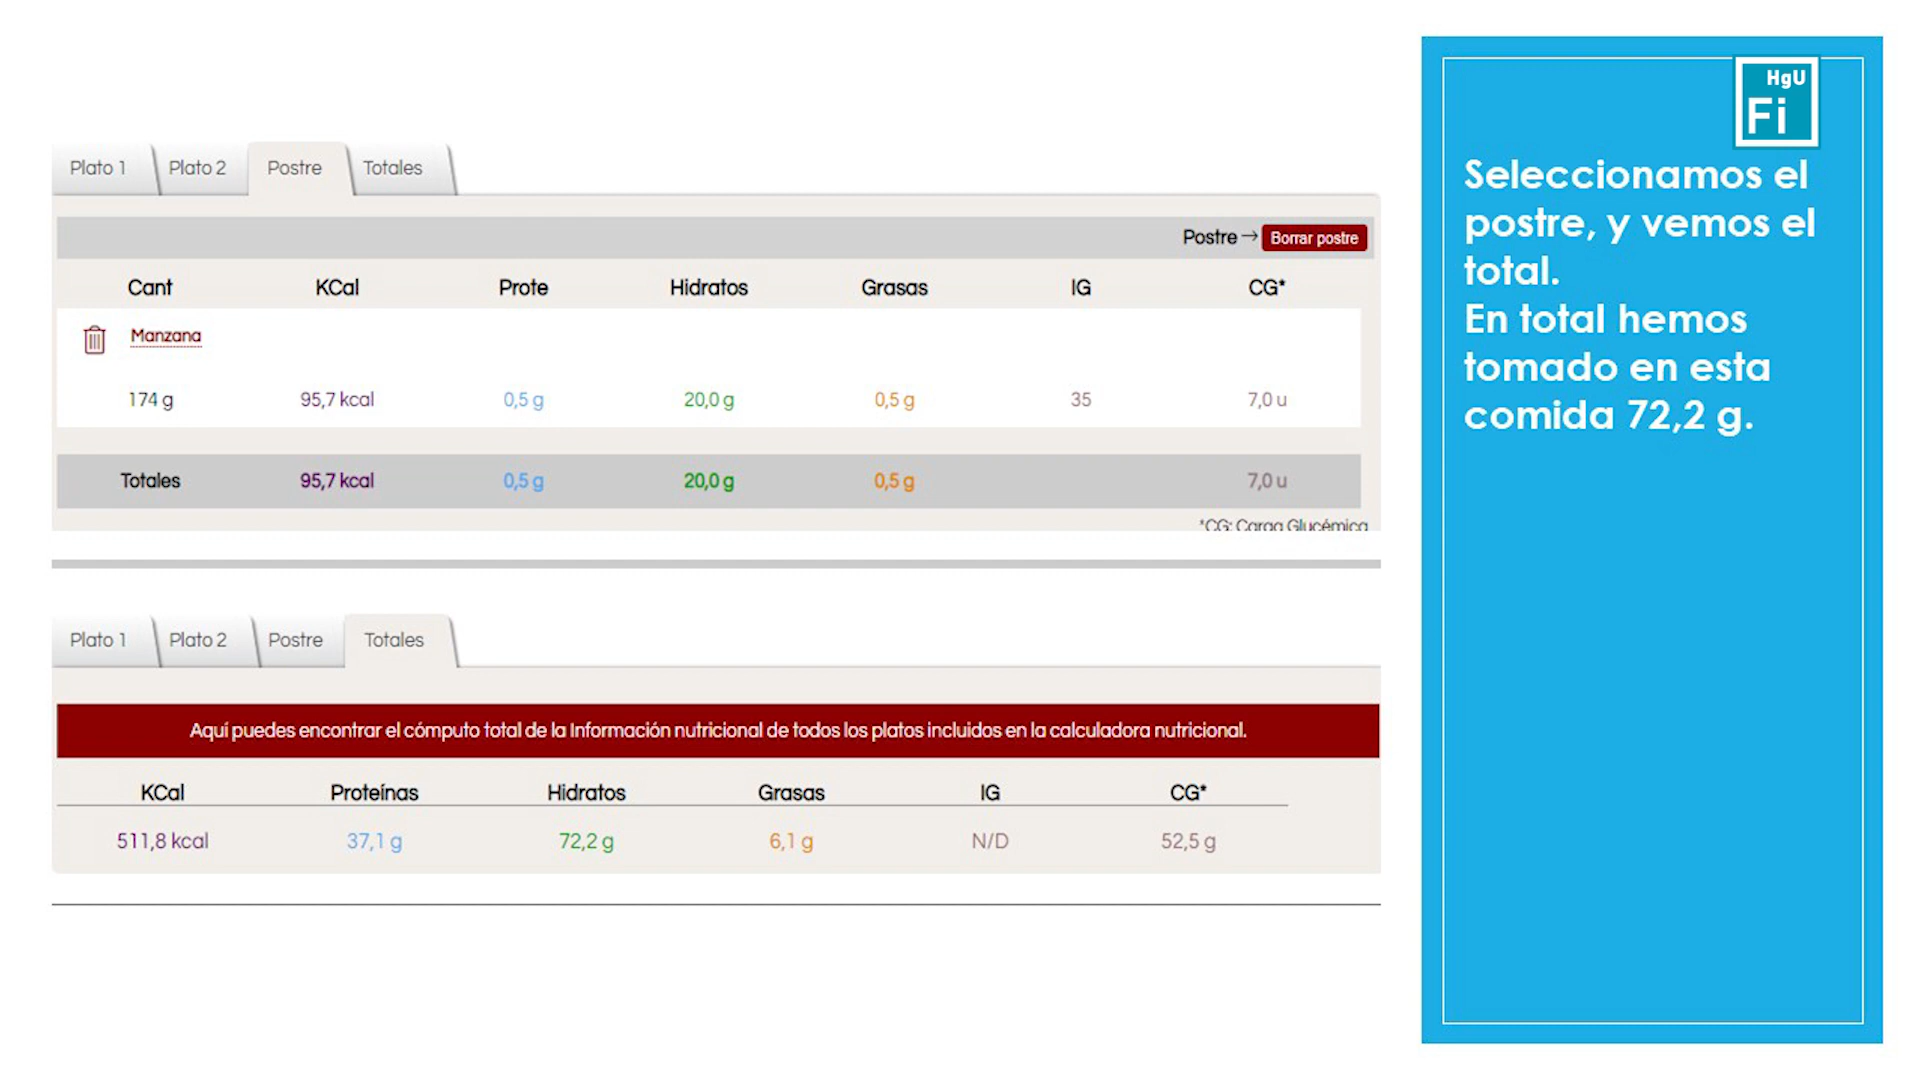 Plato 1 Plato 2 Postre Totales
Postre → Borrar postre
Cant KCal Prote Hidratos Grasas IG CG*
Manzana
174 g 95,7 kcal 0,5 g 20,0 g 0,5 g 35 7,0 u
Totales 95,7 kcal 0,5 g 20,0 g 0,5 g 7,0 u
*CG: Carga Glucémica
Plato 1 Plato 2 Postre Totales
Aquí puedes encontrar el cómputo total de la Información nutricional de todos los platos incluidos en la calculadora nutricional.
KCal Proteínas Hidratos Grasas IG CG*
511,8 kcal 37,1 g 72,2 g 6,1 g N/D 52,5 g
HgU
Fi
Seleccionamos el
postre, y vemos el
total.
En total hemos
tomado en esta
comida 72,2 g.